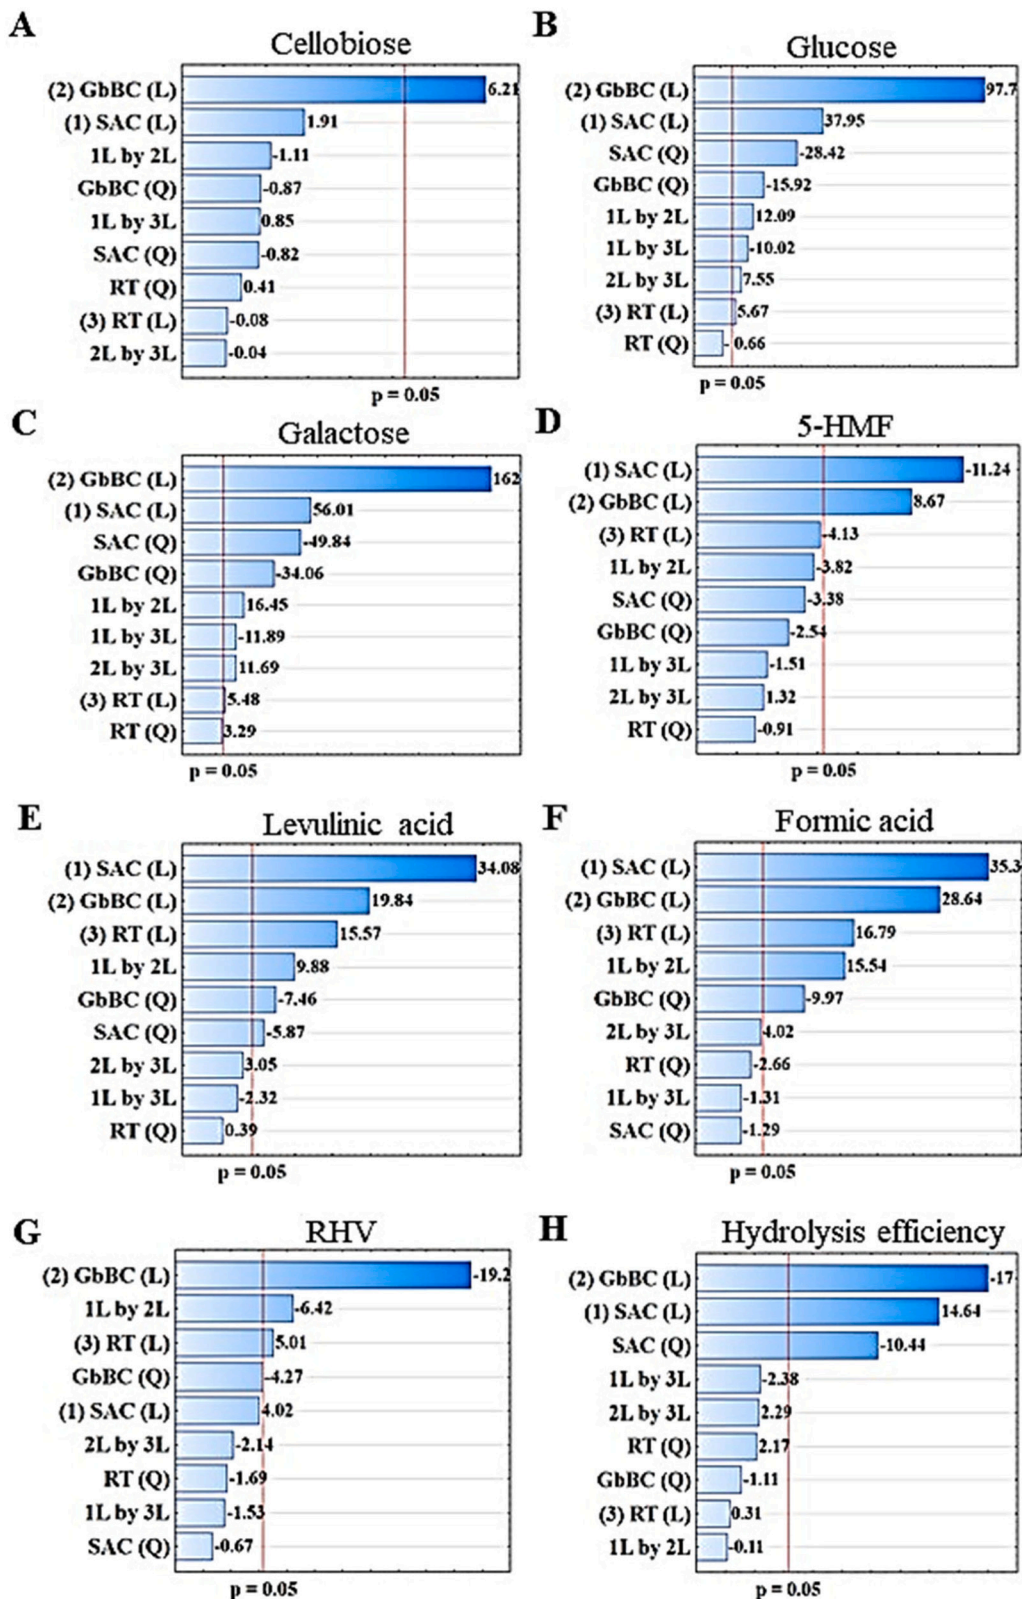 A
Cellobiose
(2) GbBC (L) 6.21
(1) SAC (L) 1.91
1L by 2L -1.11
GbBC (Q) -0.87
1L by 3L 0.85
SAC (Q) -0.82
RT (Q) 0.41
(3) RT (L) -0.08
2L by 3L -0.04
p = 0.05
B
Glucose
(2) GbBC (L) 97.7
(1) SAC (L) 37.95
SAC (Q) -28.42
GbBC (Q) -15.92
1L by 2L 12.09
1L by 3L -10.02
2L by 3L 7.55
(3) RT (L) 5.67
RT (Q) - 0.66
p = 0.05
C
Galactose
(2) GbBC (L) 162
(1) SAC (L) 56.01
SAC (Q) -49.84
GbBC (Q) -34.06
1L by 2L 16.45
1L by 3L -11.89
2L by 3L 11.69
(3) RT (L) 5.48
RT (Q) 3.29
p = 0.05
D
5-HMF
(1) SAC (L) -11.24
(2) GbBC (L) 8.67
(3) RT (L) -4.13
1L by 2L -3.82
SAC (Q) -3.38
GbBC (Q) -2.54
1L by 3L -1.51
2L by 3L 1.32
RT (Q) -0.91
p = 0.05
E
Levulinic acid
(1) SAC (L) 34.08
(2) GbBC (L) 19.84
(3) RT (L) 15.57
1L by 2L 9.88
GbBC (Q) -7.46
SAC (Q) -5.87
2L by 3L 3.05
1L by 3L -2.32
RT (Q) 0.39
p = 0.05
F
Formic acid
(1) SAC (L) 35.3
(2) GbBC (L) 28.64
(3) RT (L) 16.79
1L by 2L 15.54
GbBC (Q) -9.97
2L by 3L 4.02
RT (Q) -2.66
1L by 3L -1.31
SAC (Q) -1.29
p = 0.05
G
RHV
(2) GbBC (L) -19.2
1L by 2L -6.42
(3) RT (L) 5.01
GbBC (Q) -4.27
(1) SAC (L) 4.02
2L by 3L -2.14
RT (Q) -1.69
1L by 3L -1.53
SAC (Q) -0.67
p = 0.05
H
Hydrolysis efficiency
(2) GbBC (L) -17
(1) SAC (L) 14.64
SAC (Q) -10.44
1L by 3L -2.38
2L by 3L 2.29
RT (Q) 2.17
GbBC (Q) -1.11
(3) RT (L) 0.31
1L by 2L -0.11
p = 0.05